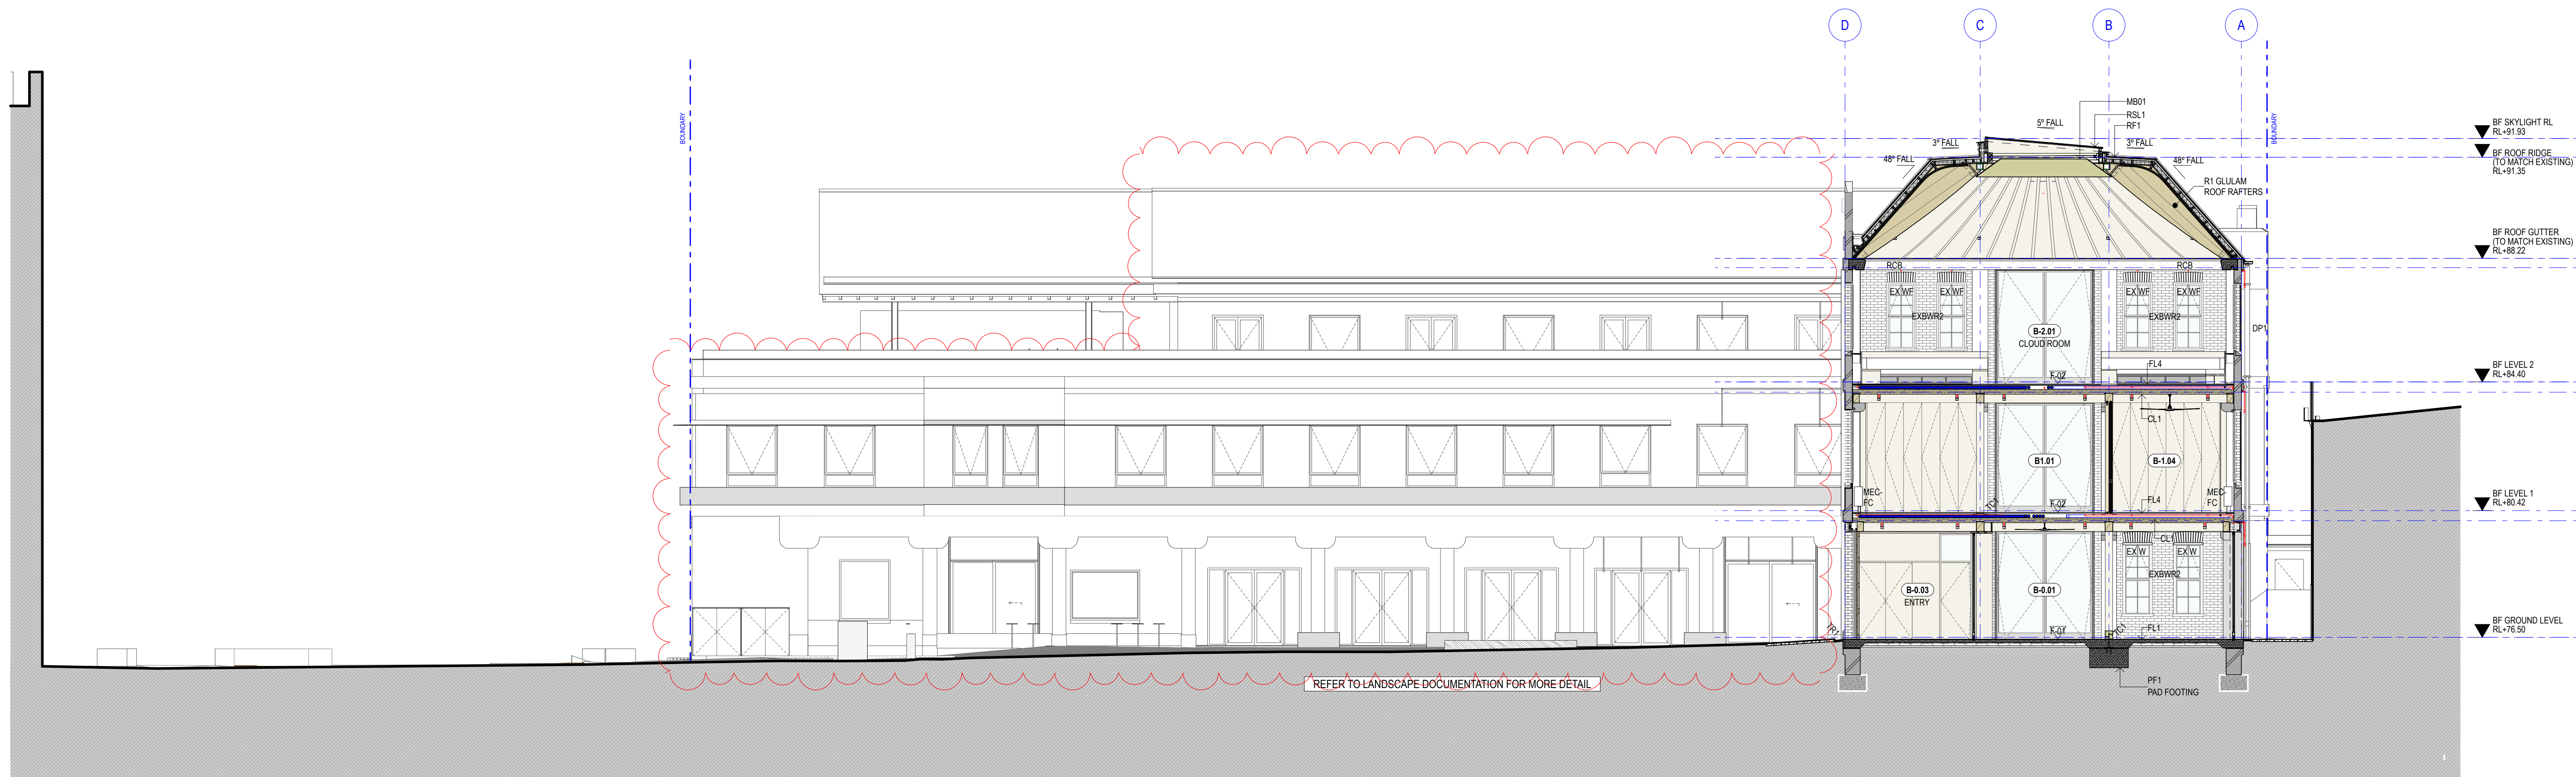 D
C
B
A
BOUNDARY
BOUNDARY
MB01
RSL1
RF1
5° FALL
3° FALL
3° FALL
48° FALL
48° FALL
R1 GLULAM
ROOF RAFTERS
BF SKYLIGHT RL
RL+91.93
BF ROOF RIDGE
(TO MATCH EXISTING)
RL+91.35
BF ROOF GUTTER
(TO MATCH EXISTING)
RL+88.22
RCB
RCB
EX WF
EX WF
EX WF
EX WF
EXBWR2
EXBWR2
B-2.01
CLOUD ROOM
DP1
F-02
FL4
BF LEVEL 2
RL+84.40
CL1
B1.01
B-1.04
MEC-
FC
MEC-
FC
TC1
F-02
FL4
BF LEVEL 1
RL+80.42
CL1
EX W
EX W
EXBWR2
B-0.03
ENTRY
B-0.01
TR1
F-01
TC1
FL1
BF GROUND LEVEL
RL+76.50
REFER TO LANDSCAPE DOCUMENTATION FOR MORE DETAIL
PF1
PAD FOOTING